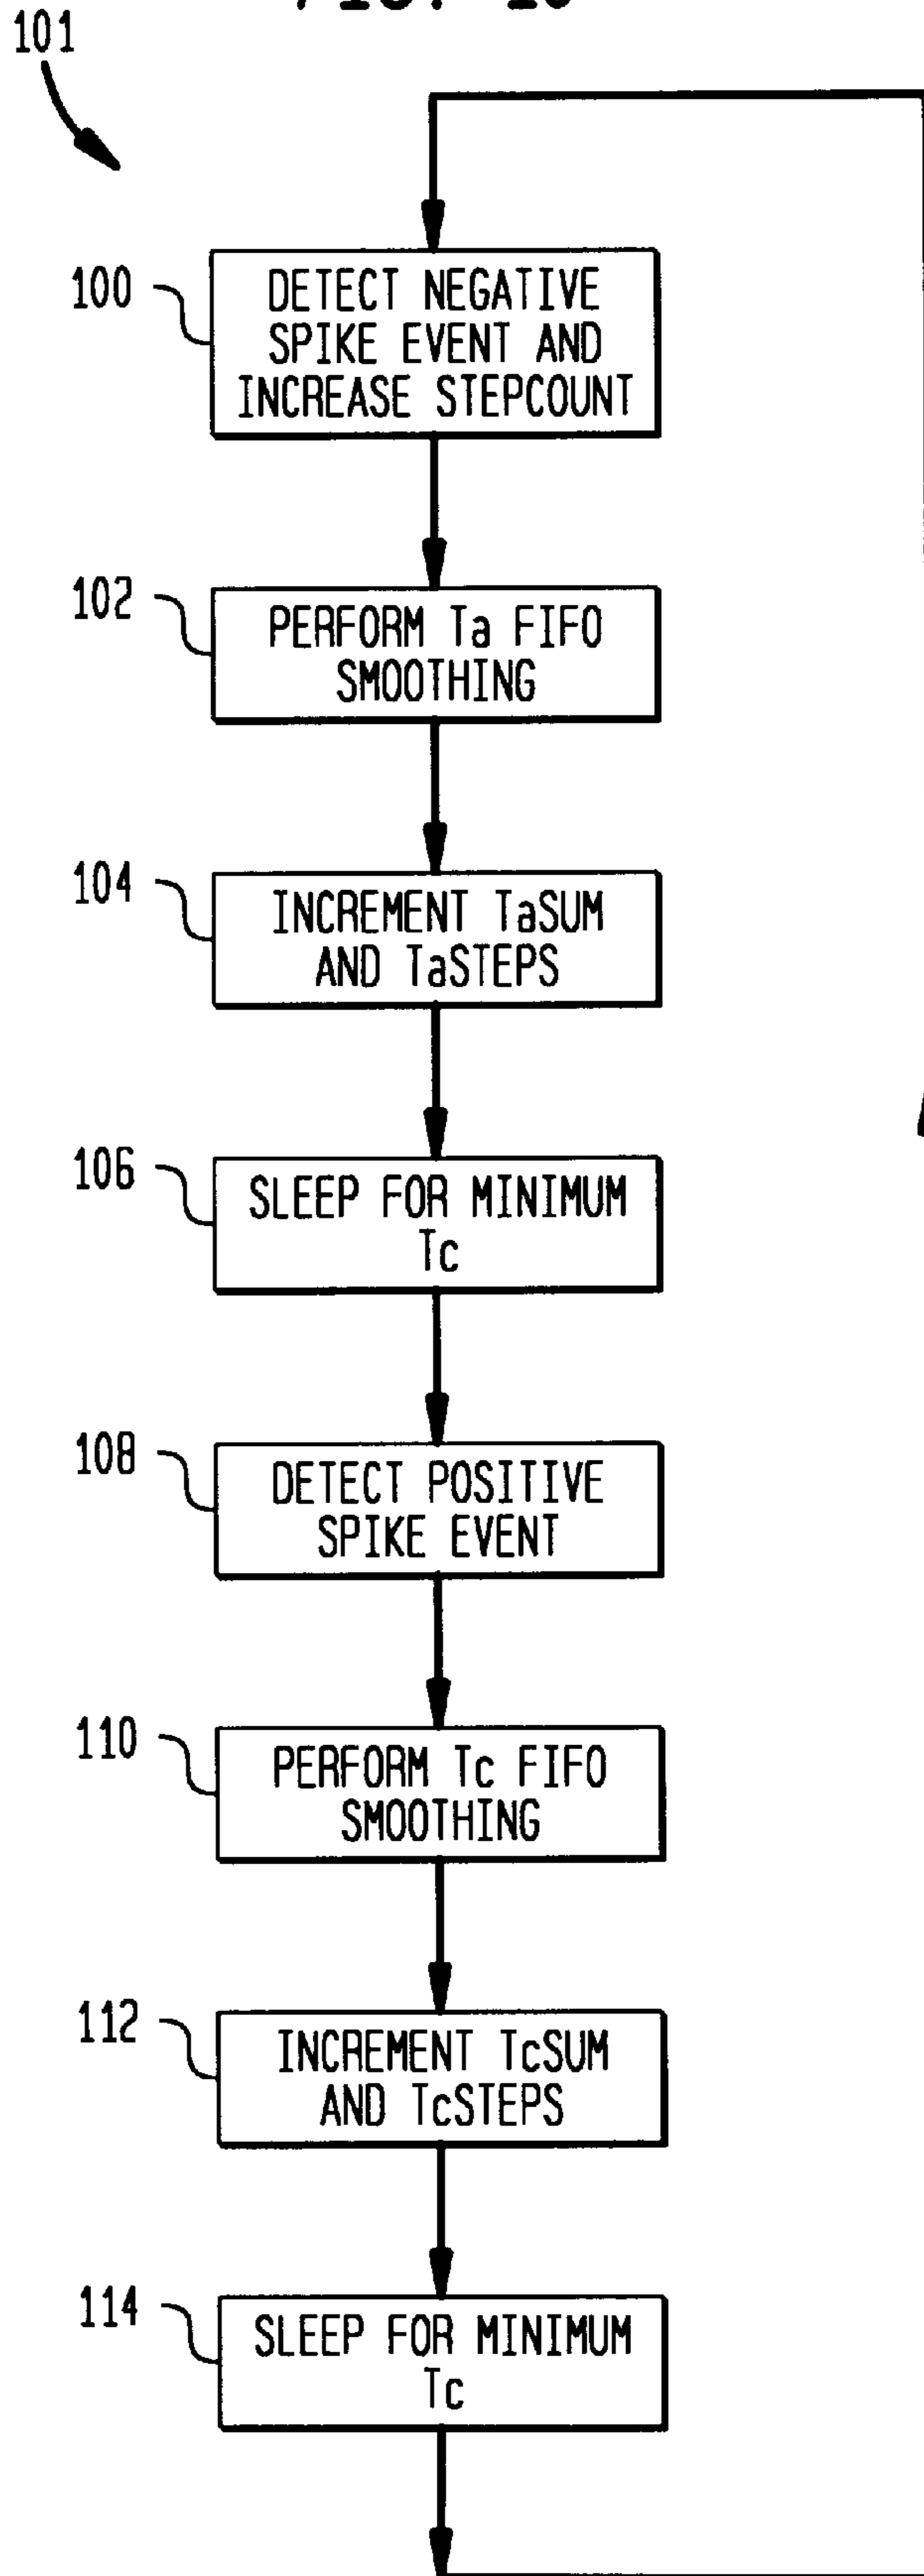 101
100
DETECT NEGATIVE
SPIKE EVENT AND
INCREASE STEPCOUNT
102
PERFORM Ta FIFO
SMOOTHING
104
INCREMENT TaSUM
AND TaSTEPS
106
SLEEP FOR MINIMUM
Tc
108
DETECT POSITIVE
SPIKE EVENT
110
PERFORM Tc FIFO
SMOOTHING
112
INCREMENT TcSUM
AND TcSTEPS
114
SLEEP FOR MINIMUM
Tc